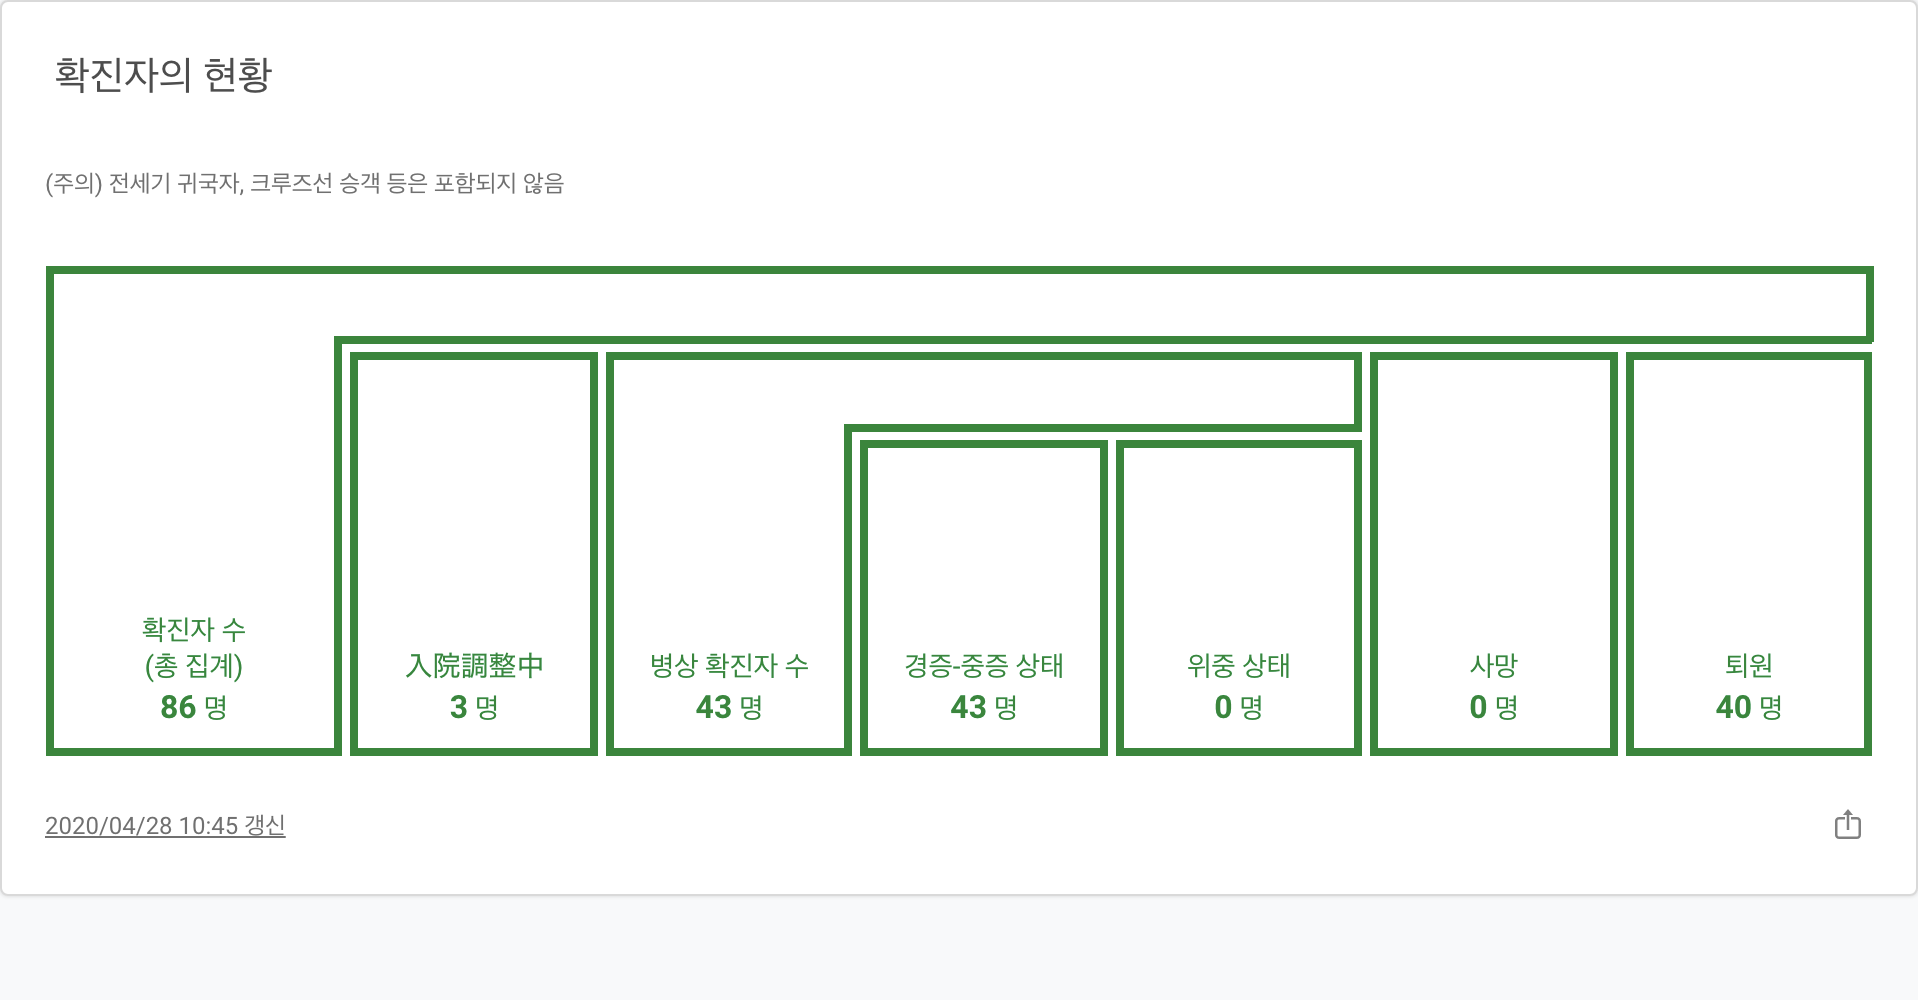 확진자의 현황
(주의) 전세기 귀국자, 크루즈선 승객 등은 포함되지 않음
확진자 수
(총 집계)
86 명
入院調整中
3 명
병상 확진자 수
43 명
경증-중증 상태
43 명
위중 상태
0 명
사망
0 명
퇴원
40 명
2020/04/28 10:45 갱신